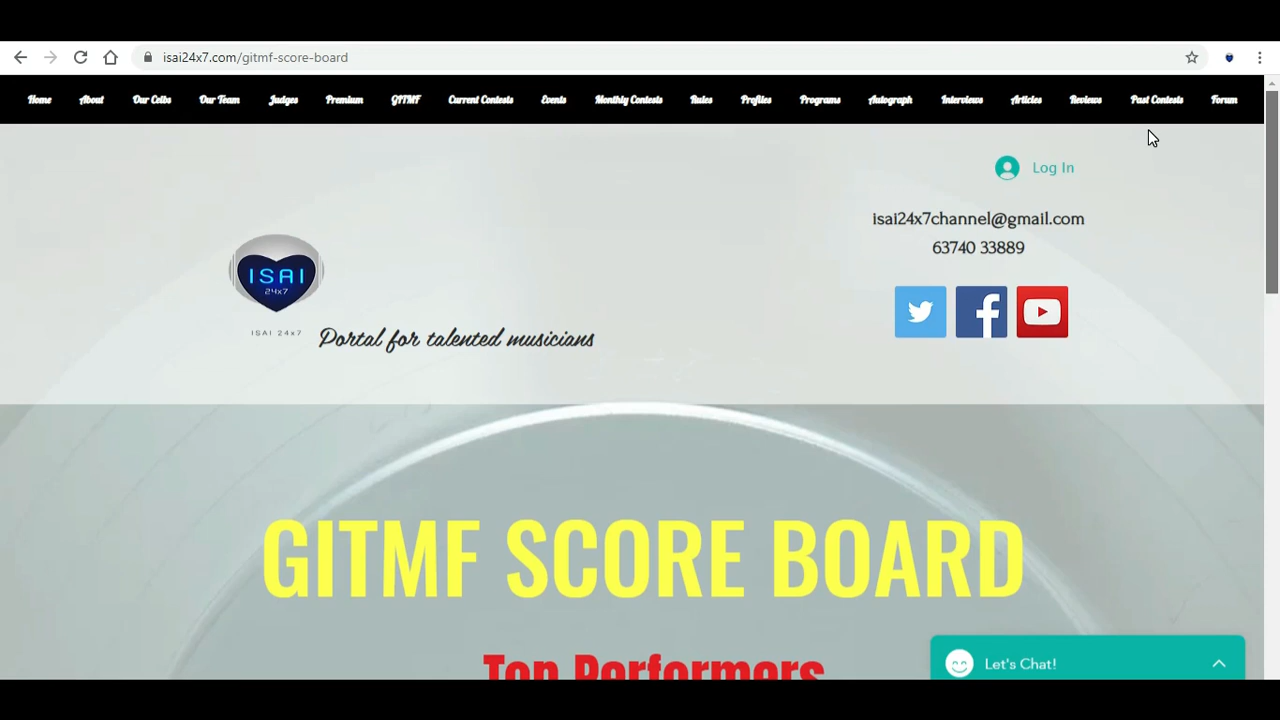 isai24x7.com/gitmf-score-board
Home About Our Celbs Our Team Judges Premium GITMF Current Contests Events Monthly Contests Rules Profiles Programs Autograph Interviews Articles Reviews Past Contests Forum
Log In
isai24x7channel@gmail.com
63740 33889
ISAI
24x7
ISAI 24x7
Portal for talented musicians
GITMF SCORE BOARD
Top Performers
Let's Chat!